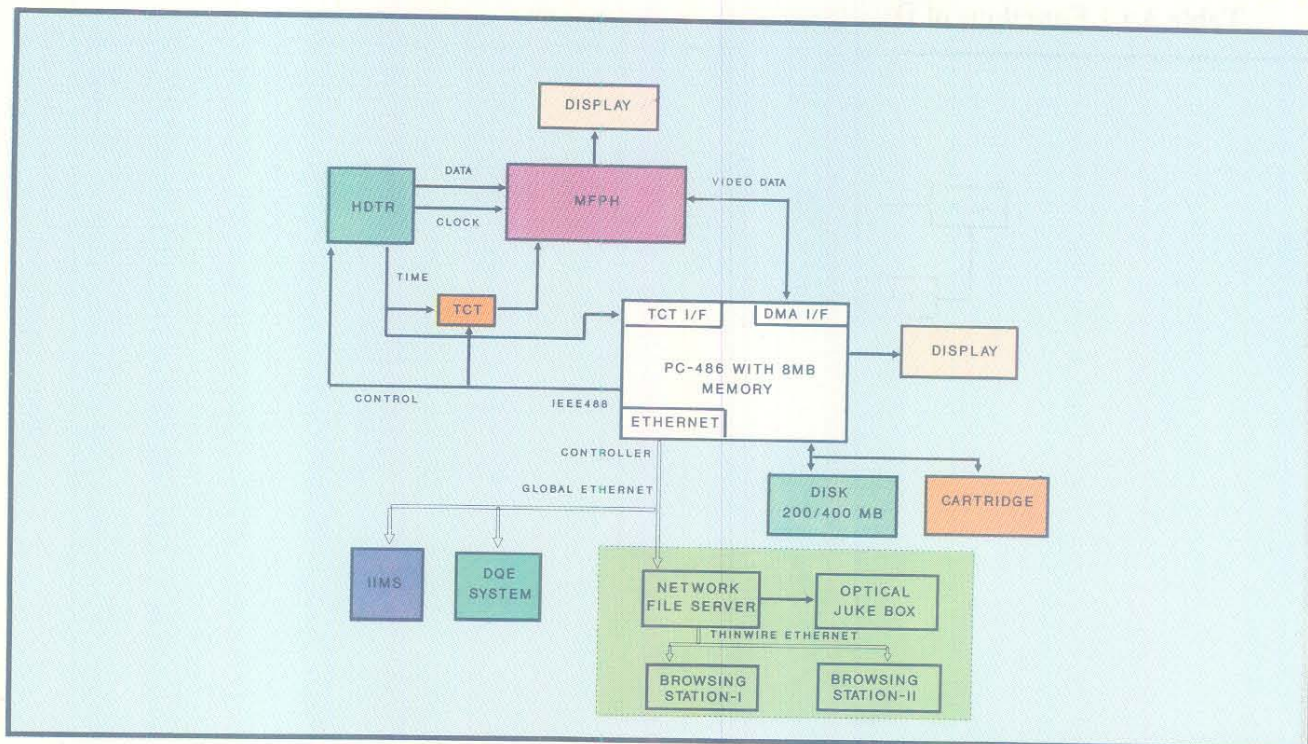 DISPLAY
DATA
HDTR
MFPH
VIDEO DATA
CLOCK
TIME
TCT
TCT I/F
DMA I/F
DISPLAY
PC-486 WITH 8MB
MEMORY
CONTROL
IEEE488
ETHERNET
CONTROLLER
DISK
200/400 MB
CARTRIDGE
GLOBAL ETHERNET
IIMS
DQE
SYSTEM
NETWORK
FILE SERVER
OPTICAL
JUKE BOX
THINWIRE ETHERNET
BROWSING
STATION-I
BROWSING
STATION-II